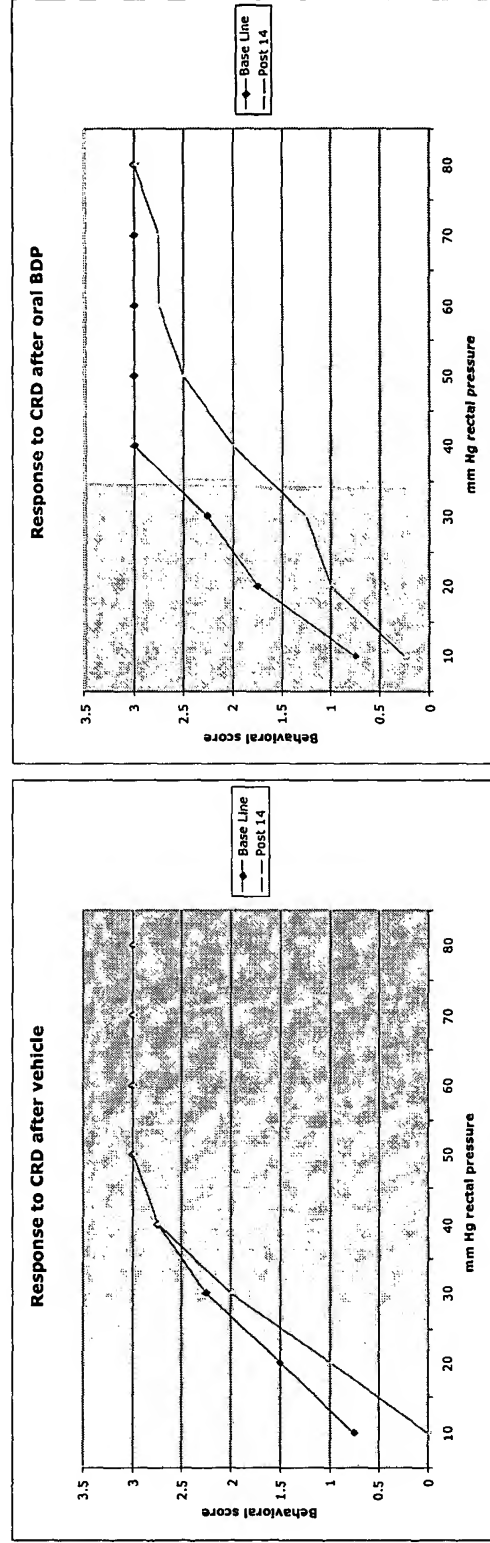 Response to CRD after vehicle
Behavioral score
3.5
3
2.5
2
1.5
1
0.5
0
10 20 30 40 50 60 70 80
mm Hg rectal pressure
Base Line
Post 14
Response to CRD after oral BDP
Behavioral score
3.5
3
2.5
2
1.5
1
0.5
0
10 20 30 40 50 60 70 80
mm Hg rectal pressure
Base Line
Post 14